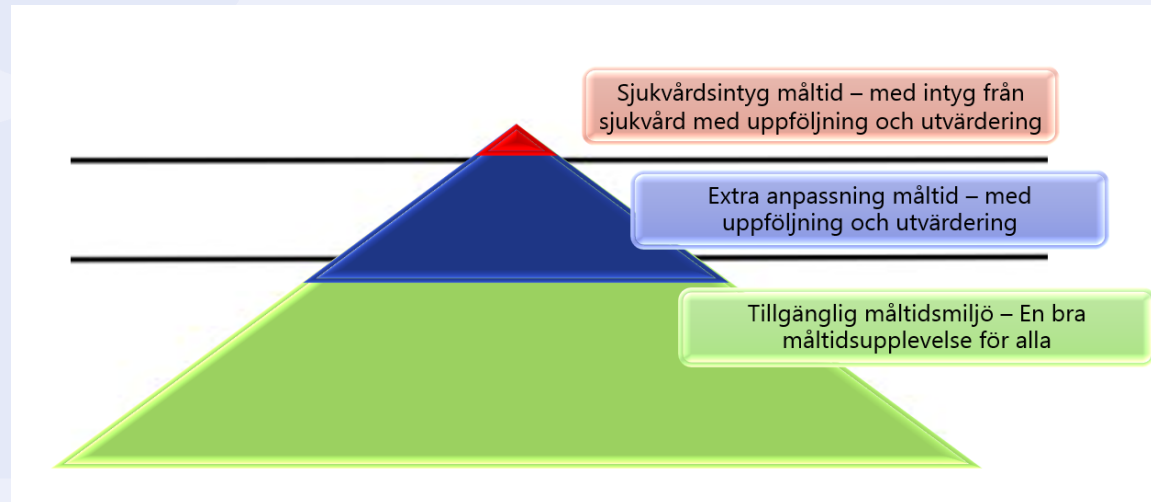 Sjukvårdsintyg måltid – med intyg från
sjukvård med uppföljning och utvärdering
Extra anpassning måltid – med
uppföljning och utvärdering
Tillgänglig måltidsmiljö – En bra
måltidsupplevelse för alla